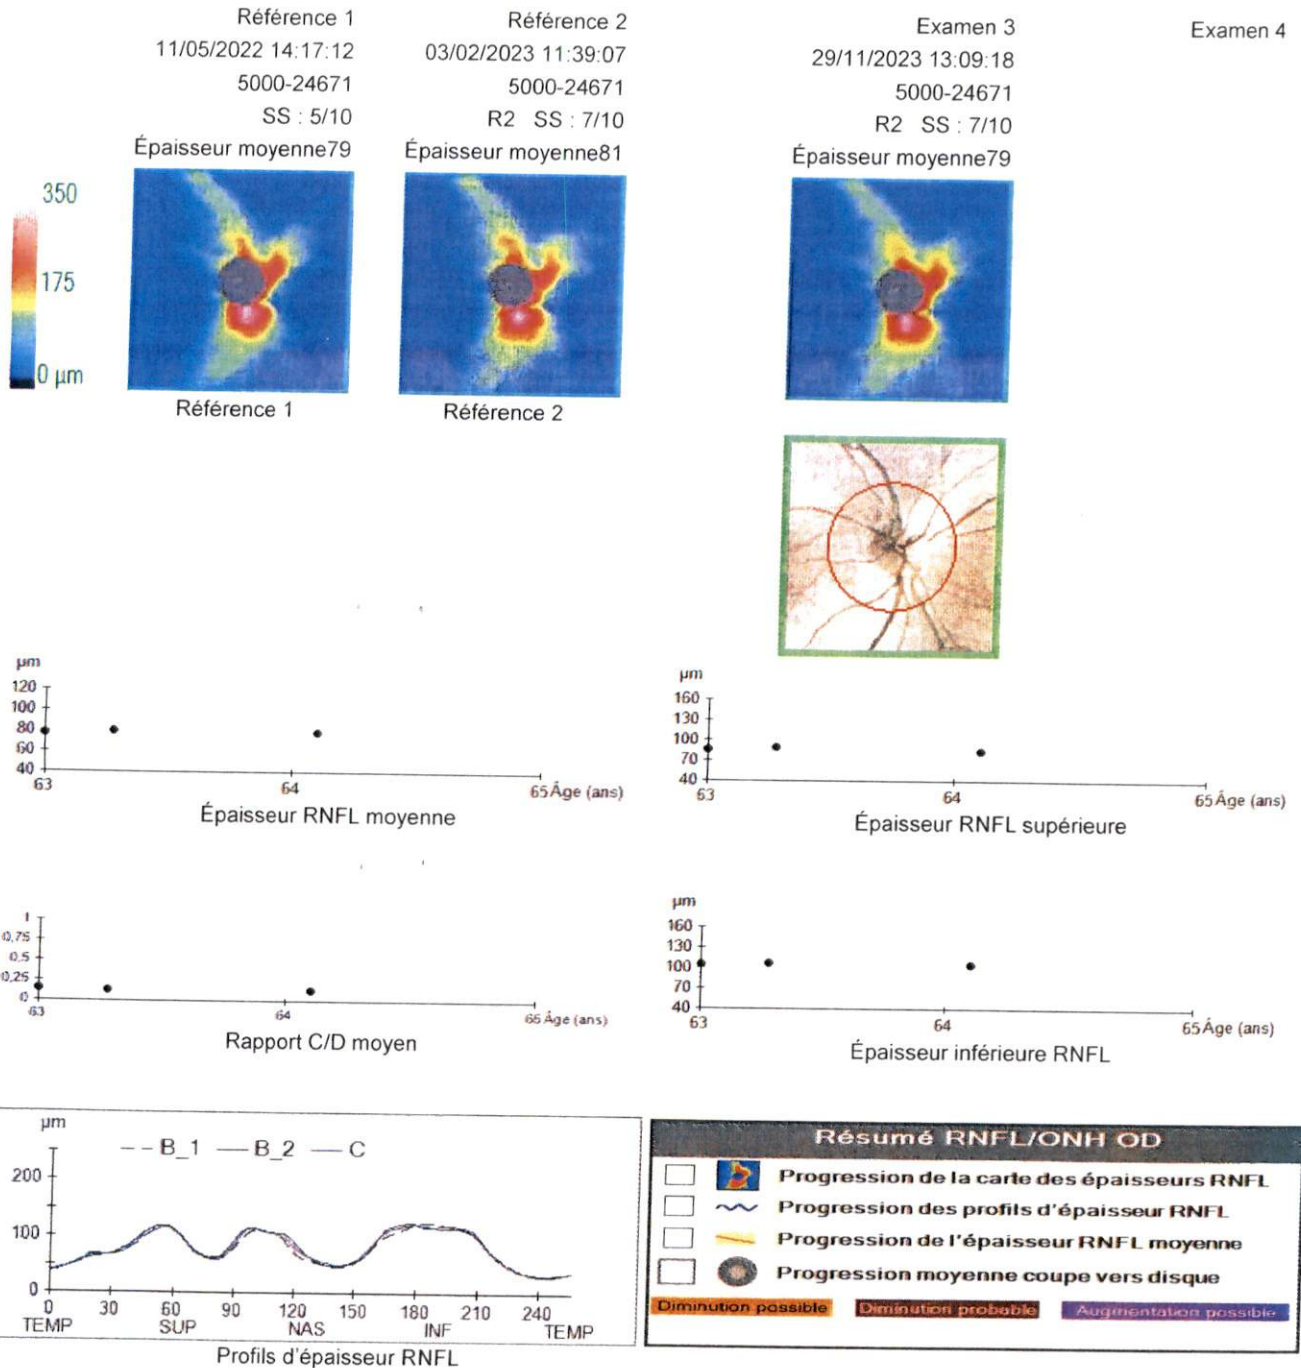 Référence 1
11/05/2022 14:17:12
5000-24671
SS : 5/10
Épaisseur moyenne79
Référence 2
03/02/2023 11:39:07
5000-24671
R2 SS : 7/10
Épaisseur moyenne81
Examen 3
29/11/2023 13:09:18
5000-24671
R2 SS : 7/10
Épaisseur moyenne79
Examen 4
350
175
0 µm
Référence 1
Référence 2
µm
120
100
80
60
40
63
64
65 Âge (ans)
Épaisseur RNFL moyenne
µm
160
130
100
70
40
63
64
65 Âge (ans)
Épaisseur RNFL supérieure
1
0,75
0,5
0,25
0
63
64
65 Âge (ans)
Rapport C/D moyen
µm
160
130
100
70
40
63
64
65 Âge (ans)
Épaisseur inférieure RNFL
µm
B_1 B_2 C
200
100
0
0 30 60 90 120 150 180 210 240
TEMP SUP NAS INF TEMP
Profils d'épaisseur RNFL
Résumé RNFL/ONH OD
Progression de la carte des épaisseurs RNFL
Progression des profils d'épaisseur RNFL
Progression de l'épaisseur RNFL moyenne
Progression moyenne coupe vers disque
Diminution possible Diminution probable Augmentation possible